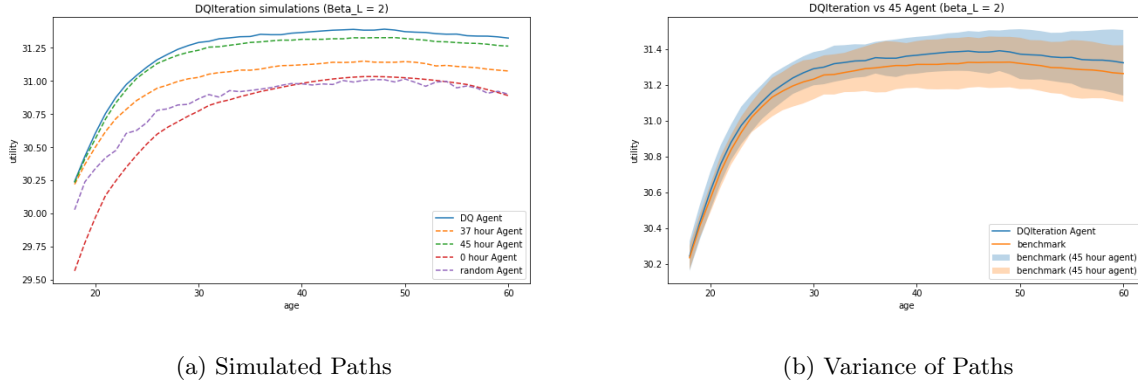 DQIteration simulations (Beta_L = 2)
31.25
31.00
30.75
30.50
30.25
30.00
29.75
29.50
utility
20
30
40
50
60
age
DQ Agent
37 hour Agent
45 hour Agent
0 hour Agent
random Agent
(a) Simulated Paths
DQIteration vs 45 Agent (beta_L = 2)
31.4
31.2
31.0
30.8
30.6
30.4
30.2
utility
20
30
40
50
60
age
DQIteration Agent
benchmark
benchmark (45 hour agent)
benchmark (45 hour agent)
(b) Variance of Paths